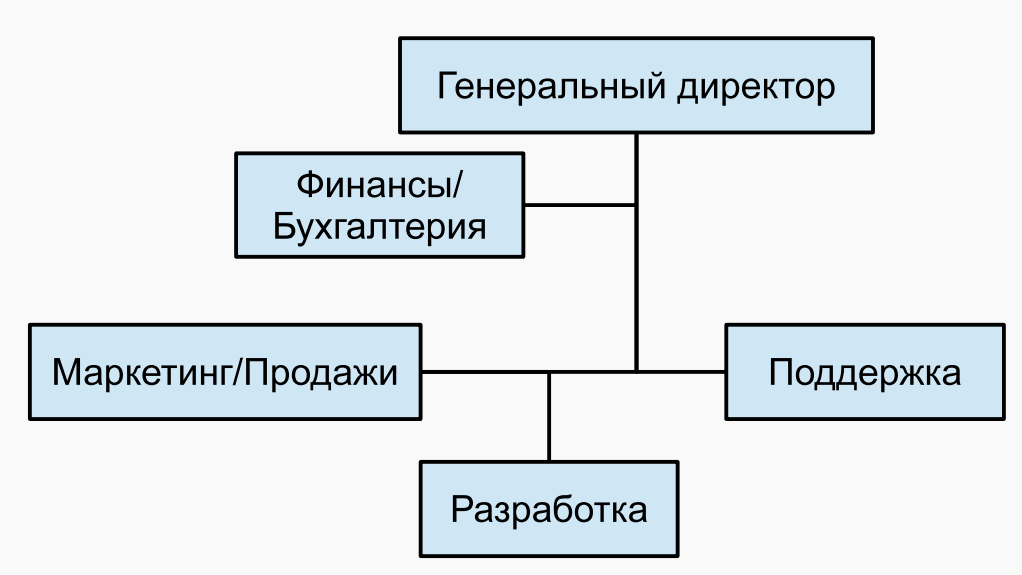 Генеральный директор
Финансы/
Бухгалтерия
Маркетинг/Продажи
Поддержка
Разработка